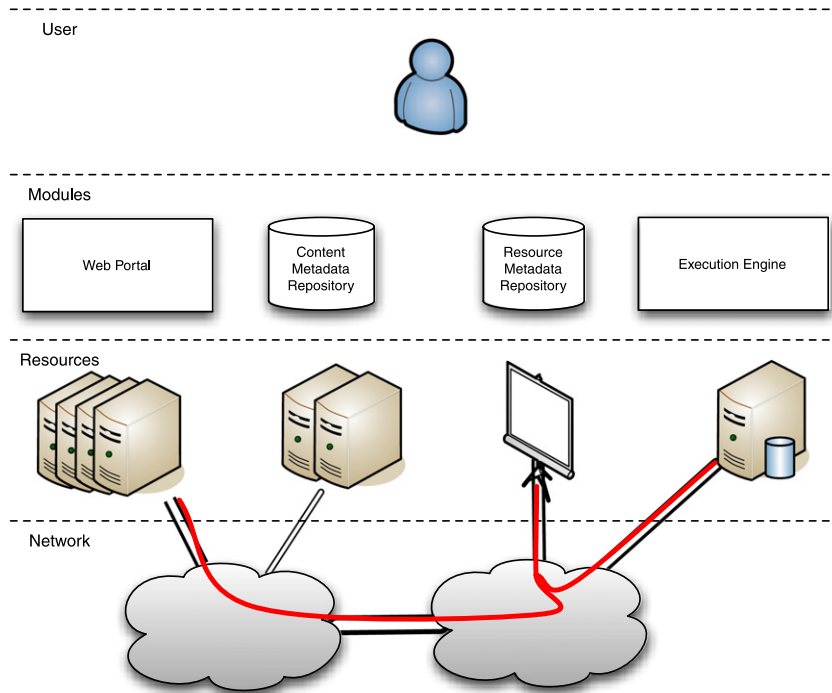 User
Modules
Web Portal
Content
Metadata
Repository
Resource
Metadata
Repository
Execution Engine
Resources
Network